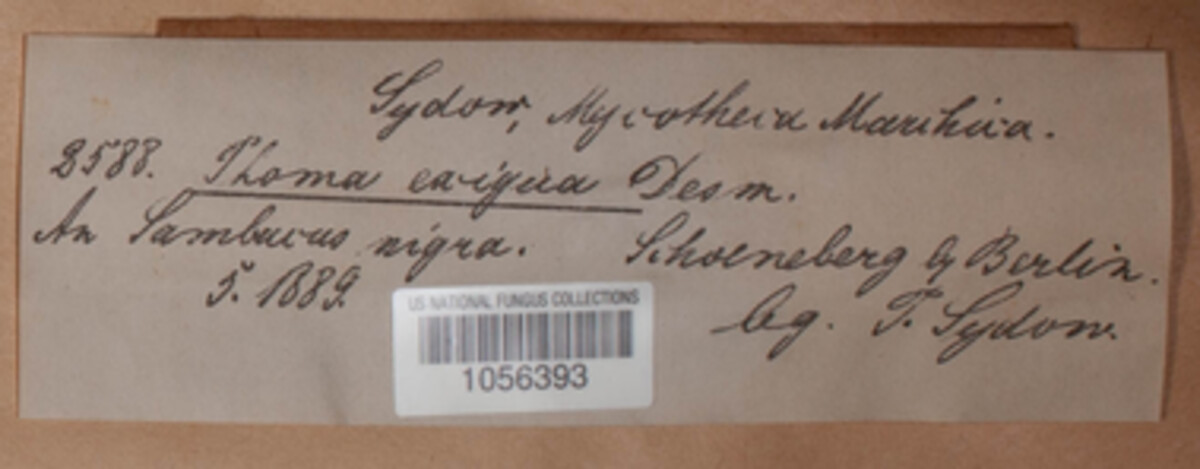 Sydow, Mycotheca Marchica.
2588. Phoma exigua Desm.
An Sambucus nigra. Schoeneberg b/ Berlin.
5. 1889. lg. P. Sydow.
US NATIONAL FUNGUS COLLECTIONS
1056393